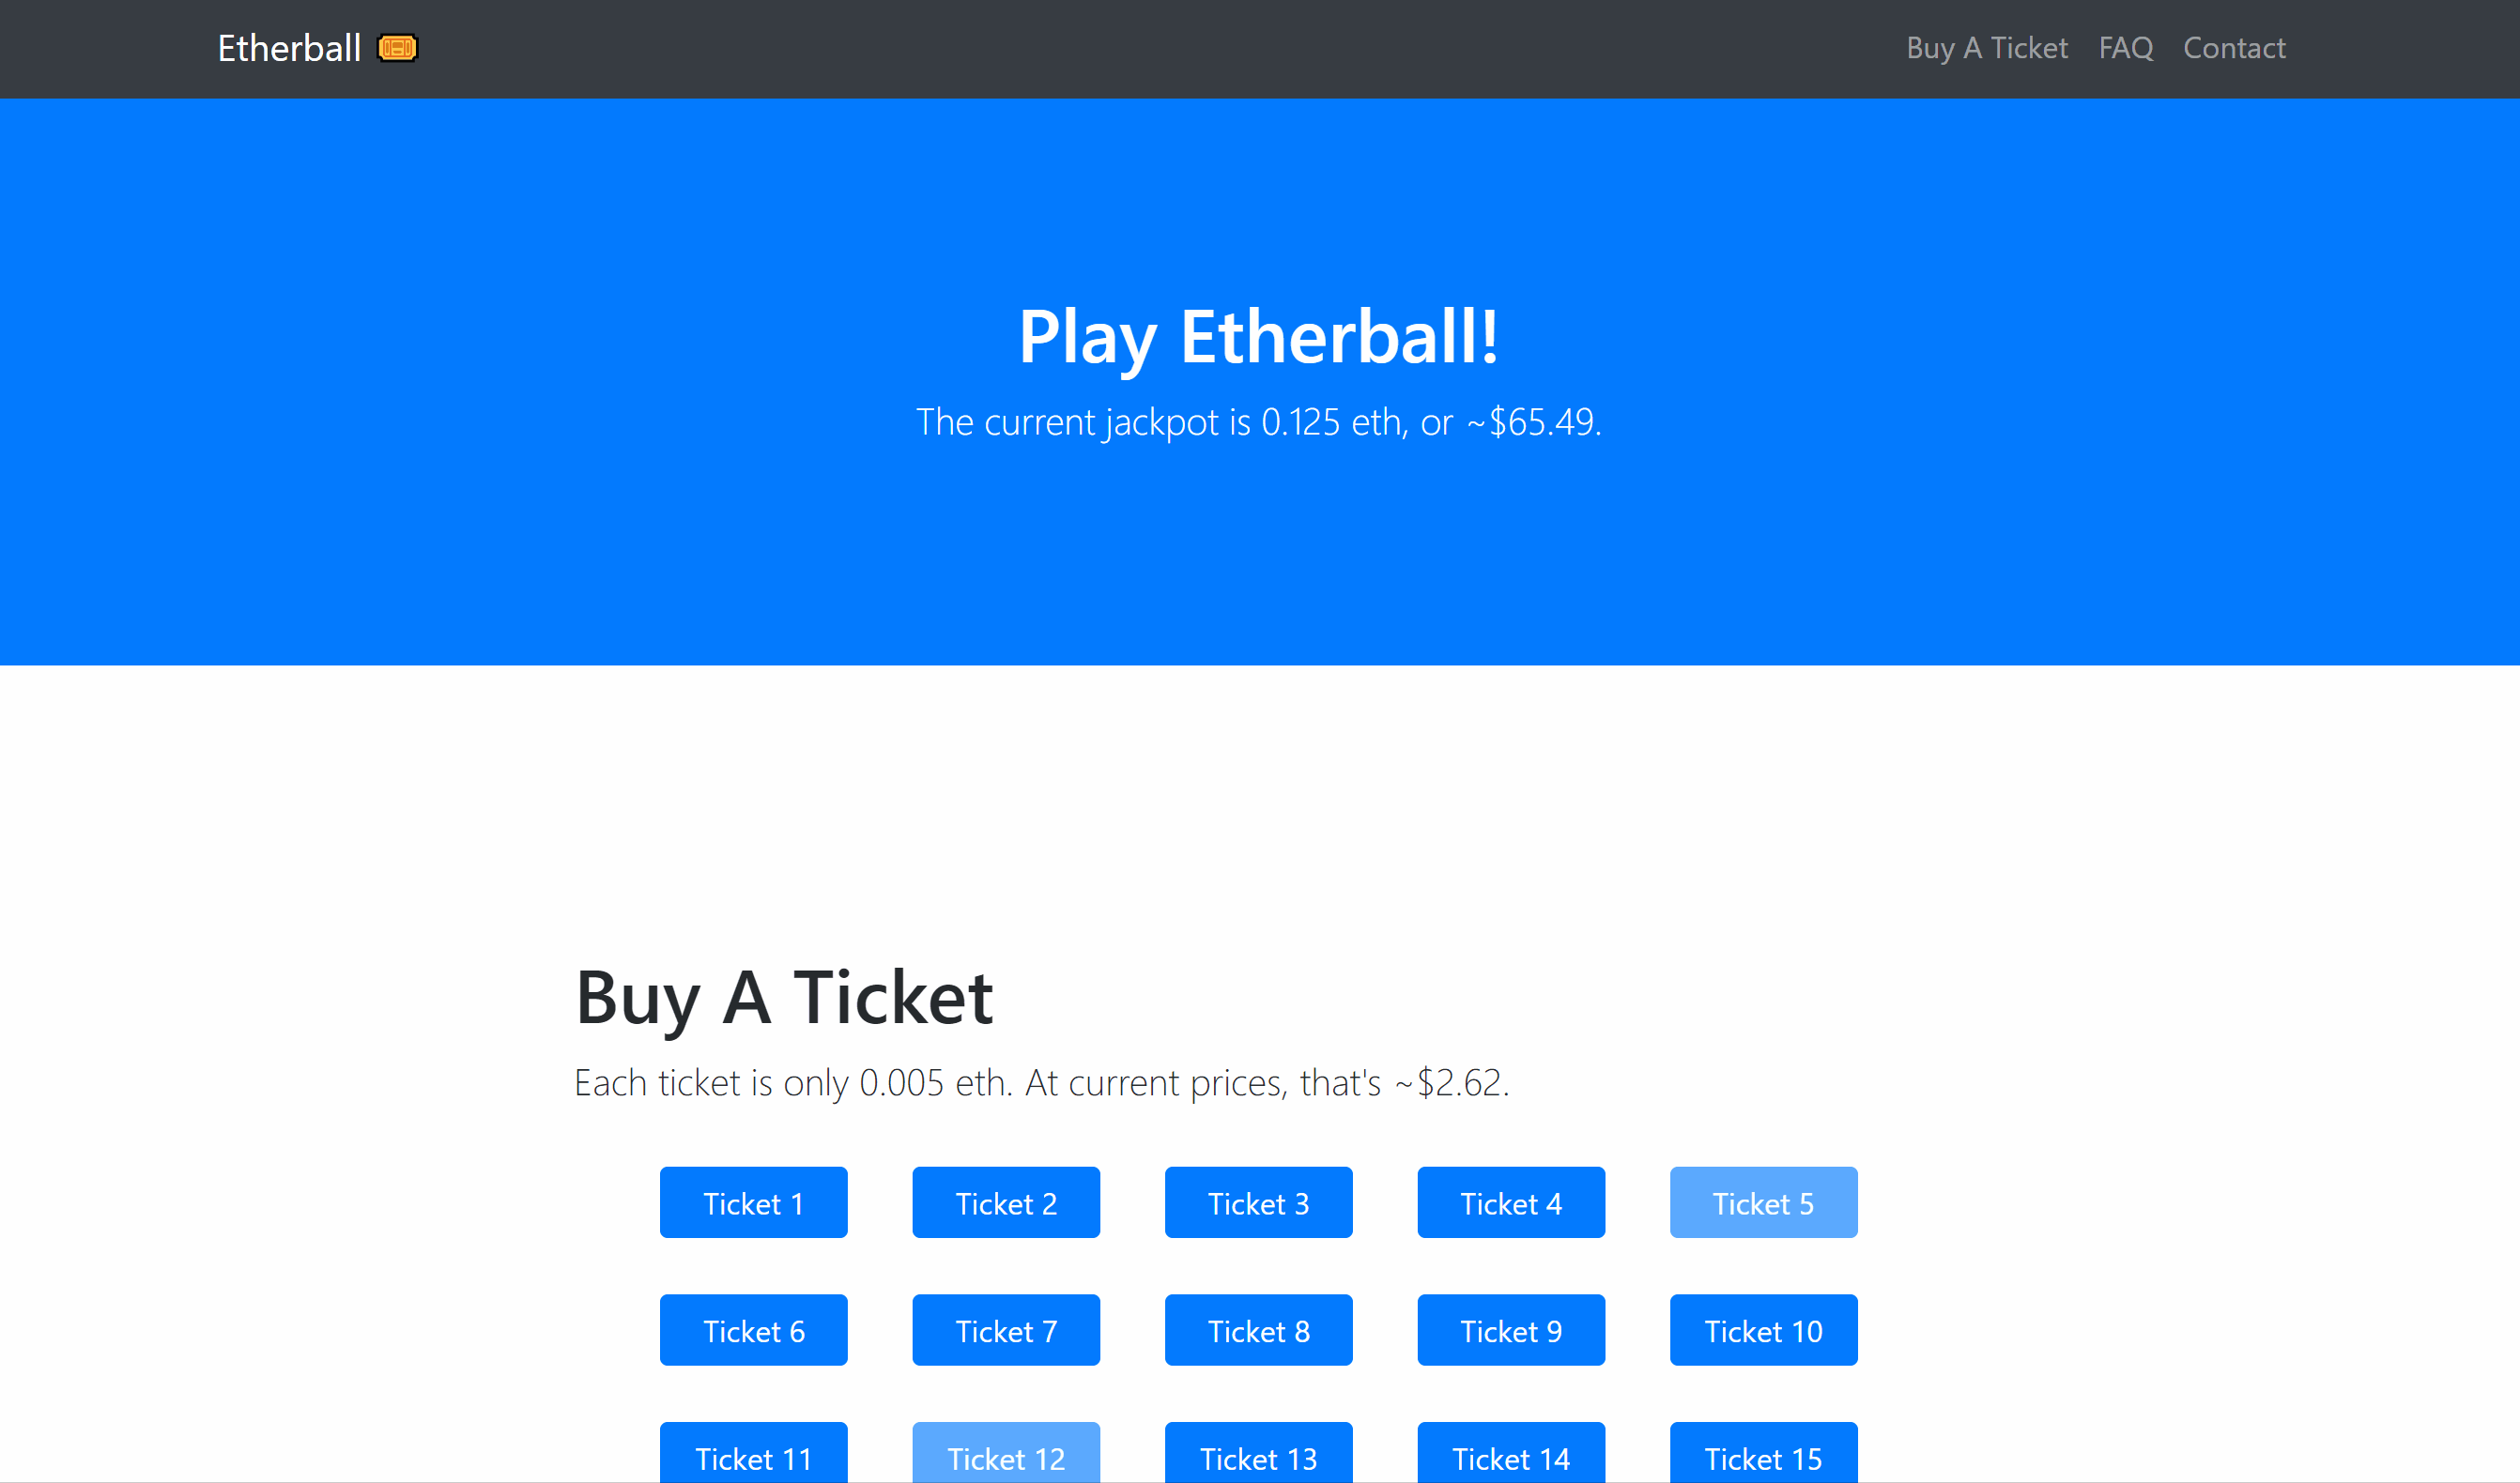 Etherball
Buy A Ticket FAQ Contact
Play Etherball!
The current jackpot is 0.125 eth, or ~$65.49.
Buy A Ticket
Each ticket is only 0.005 eth. At current prices, that's ~$2.62.
Ticket 1 Ticket 2 Ticket 3 Ticket 4 Ticket 5
Ticket 6 Ticket 7 Ticket 8 Ticket 9 Ticket 10
Ticket 11 Ticket 12 Ticket 13 Ticket 14 Ticket 15